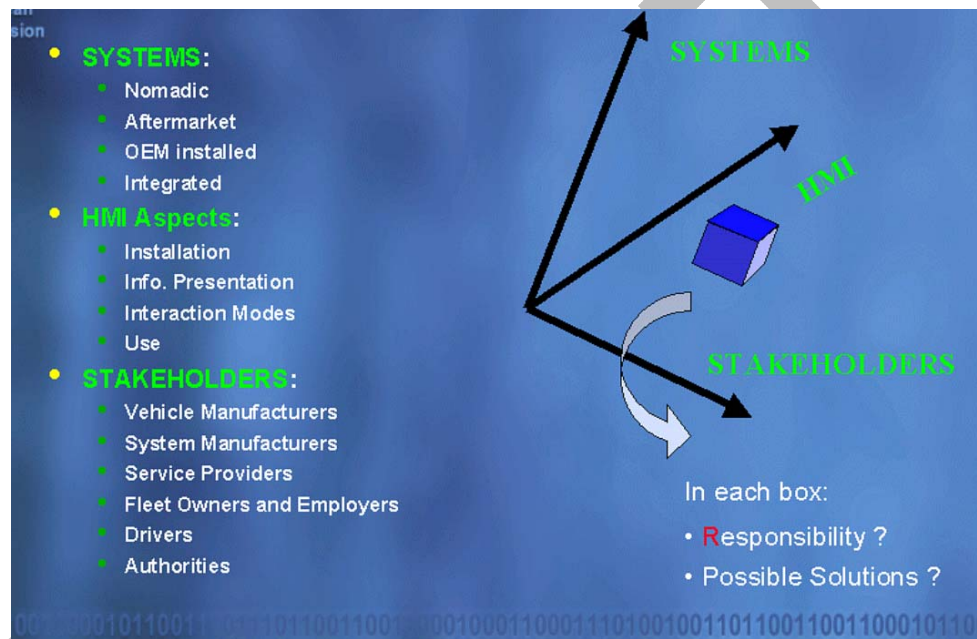 sion
• SYSTEMS:
• Nomadic
• Aftermarket
• OEM installed
• Integrated
• HMI Aspects:
• Installation
• Info. Presentation
• Interaction Modes
• Use
• STAKEHOLDERS:
• Vehicle Manufacturers
• System Manufacturers
• Service Providers
• Fleet Owners and Employers
• Drivers
• Authorities
SYSTEMS
HMI
STAKEHOLDERS
In each box:
• Responsibility ?
• Possible Solutions ?